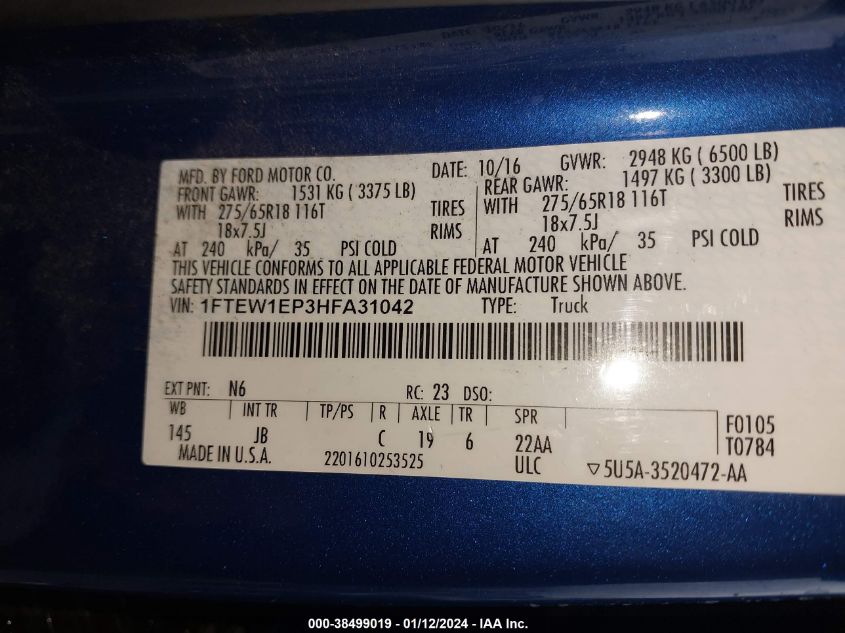 MFD. BY FORD MOTOR CO. DATE: 10/16 GVWR: 2948 KG ( 6500 LB)
FRONT GAWR: 1531 KG ( 3375 LB) REAR GAWR: 1497 KG ( 3300 LB)
WITH 275/65R18 116T TIRES WITH 275/65R18 116T TIRES
18x7.5J RIMS 18x7.5J RIMS
AT 240 kPa/ 35 PSI COLD AT 240 kPa/ 35 PSI COLD
THIS VEHICLE CONFORMS TO ALL APPLICABLE FEDERAL MOTOR VEHICLE
SAFETY STANDARDS IN EFFECT ON THE DATE OF MANUFACTURE SHOWN ABOVE.
VIN: 1FTEW1EP3HFA31042 TYPE: Truck
EXT PNT: N6 RC: 23 DSO:
WB INT TR TP/PS R AXLE TR SPR F0105
145 JB C 19 6 22AA T0784
MADE IN U.S.A. 2201610253525 ULC ▽5U5A-3520472-AA
000-38499019 - 01/12/2024 - IAA Inc.